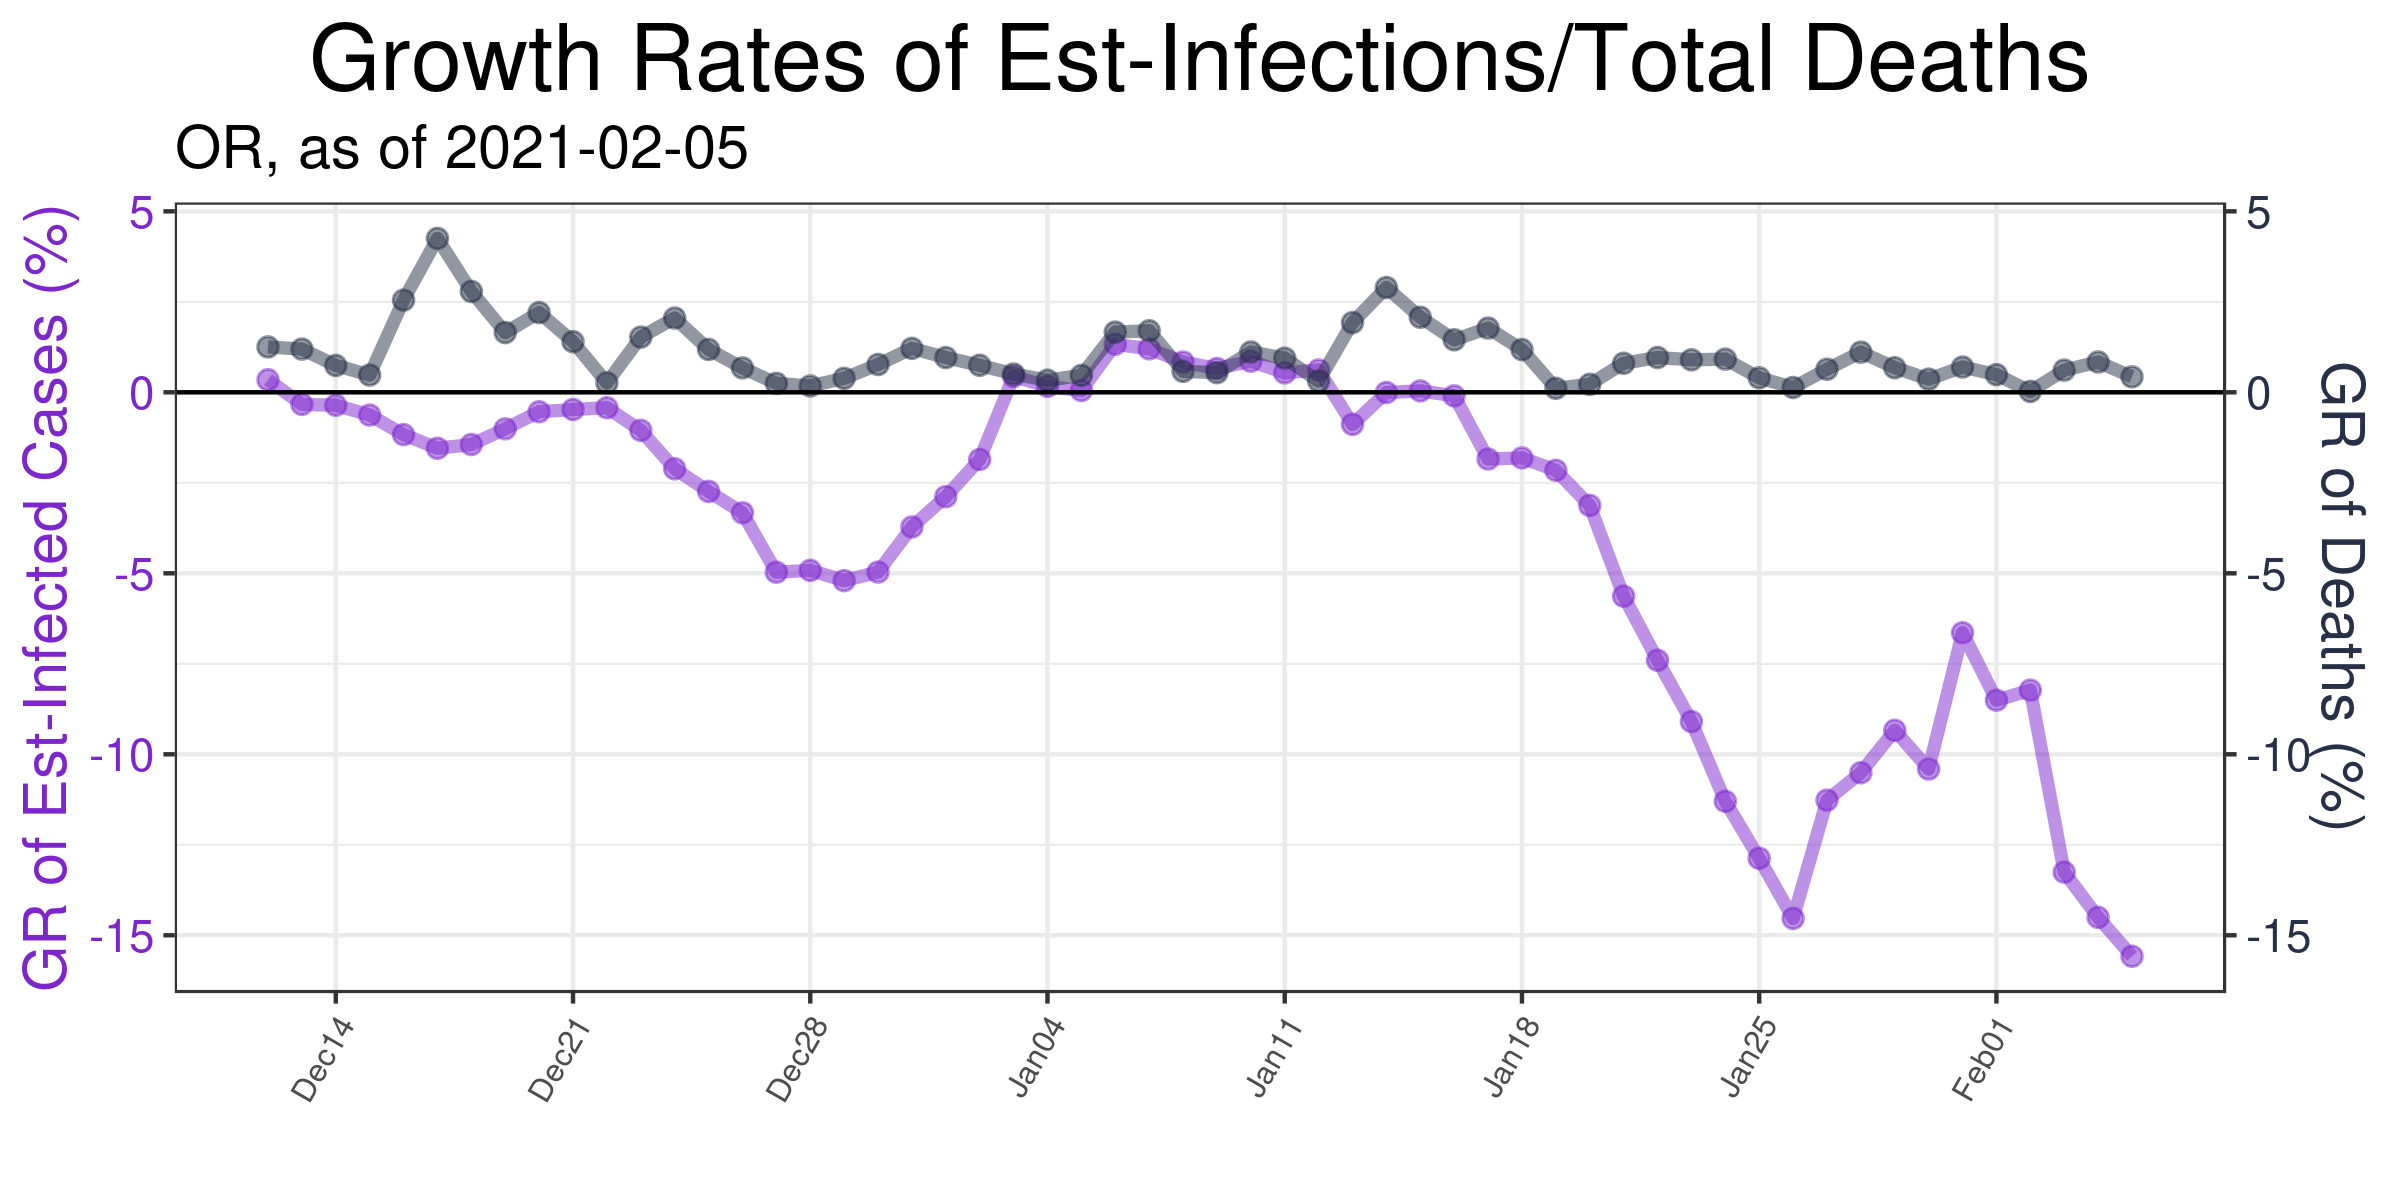 Growth Rates of Est-Infections/Total Deaths
OR, as of 2021-02-05
GR of Est-Infected Cases (%)
5
0
-5
-10
-15
5
0
-5
-10
-15
GR of Deaths (%)
Dec14
Dec21
Dec28
Jan04
Jan11
Jan18
Jan25
Feb01